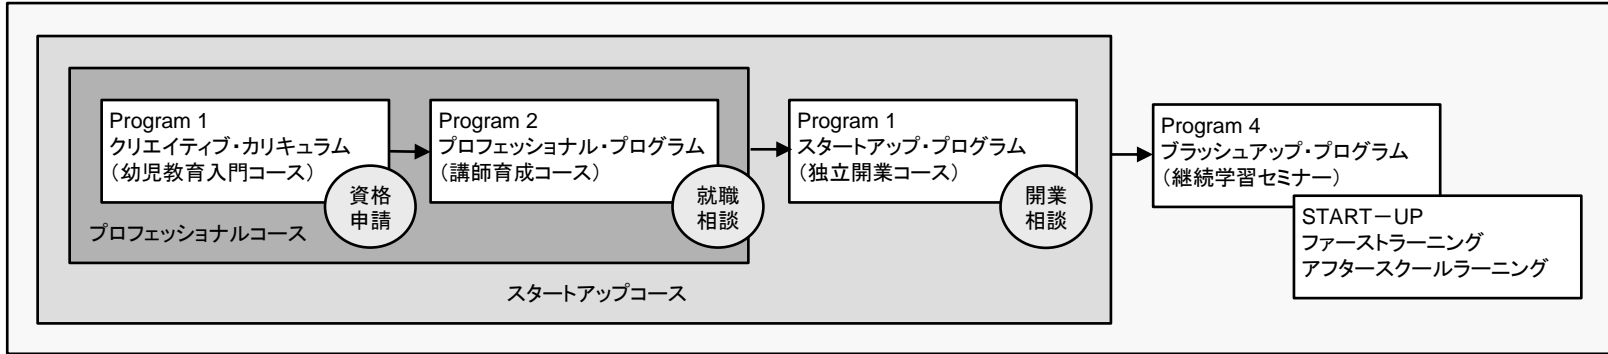 Program 1
クリエイティブ・カリキュラム
(幼児教育入門コース)
資格
申請
Program 2
プロフェッショナル・プログラム
(講師育成コース)
就職
相談
プロフェッショナルコース
Program 1
スタートアップ・プログラム
(独立開業コース)
開業
相談
スタートアップコース
Program 4
ブラッシュアップ・プログラム
(継続学習セミナー)
START-UP
ファーストラーニング
アフタースクールラーニング